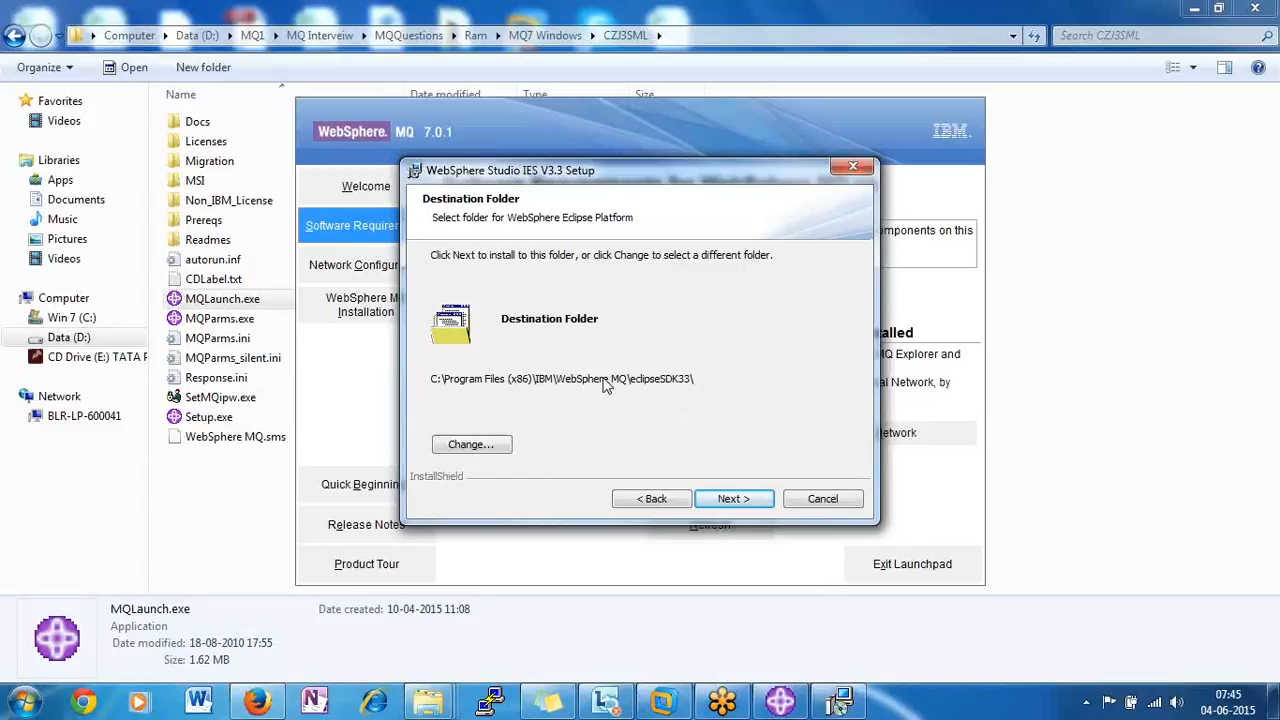 Computer
Data (D:)
MQ1
MQ Interveiw
MQQuestions
Ram
MQ7 Windows
CZJ3SML
Search CZJ3SML
Organize
Open
New folder
Favorites
Videos
Libraries
Apps
Documents
Music
Pictures
Videos
Computer
Win 7 (C:)
Data (D:)
CD Drive (E:) TATA P
Network
BLR-LP-600041
Name
Date modified
Type
Size
Docs
Licenses
Migration
MSI
Non_IBM_License
Prereqs
Readmes
autorun.inf
CDLabel.txt
MQLaunch.exe
MQParms.exe
MQParms.ini
MQParms_silent.ini
Response.ini
SetMQipw.exe
Setup.exe
WebSphere MQ.sms
WebSphere. MQ 7.0.1
IBM.
Welcome
Software Require
Network Configur
WebSphere M
Installation
Quick Beginnin
Release Notes
Product Tour
omponents on this
alled
MQ Explorer and
al Network, by
etwork
Refresh
Exit Launchpad
WebSphere Studio IES V3.3 Setup
Destination Folder
Select folder for WebSphere Eclipse Platform
Click Next to install to this folder, or click Change to select a different folder.
Destination Folder
C:\Program Files (x86)\IBM\WebSphere MQ\eclipseSDK33\
Change...
InstallShield
< Back
Next >
Cancel
MQLaunch.exe
Application
Date modified: 18-08-2010 17:55
Size: 1.62 MB
Date created: 10-04-2015 11:08
07:45
04-06-2015